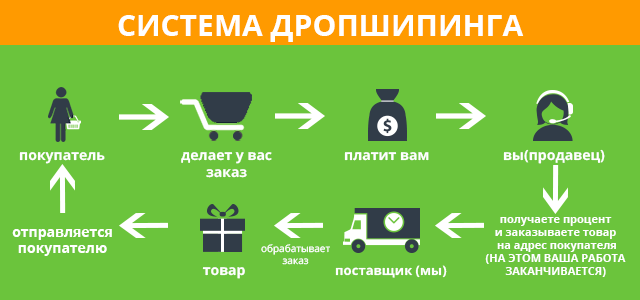 СИСТЕМА ДРОПШИПИНГА
покупатель
делает у вас
заказ
платит вам
$
вы(продавец)
получаете процент
и заказываете товар
на адрес покупателя
(НА ЭТОМ ВАША РАБОТА
ЗАКАНЧИВАЕТСЯ)
поставщик (мы)
обрабатывает
заказ
товар
отправляется
покупателю